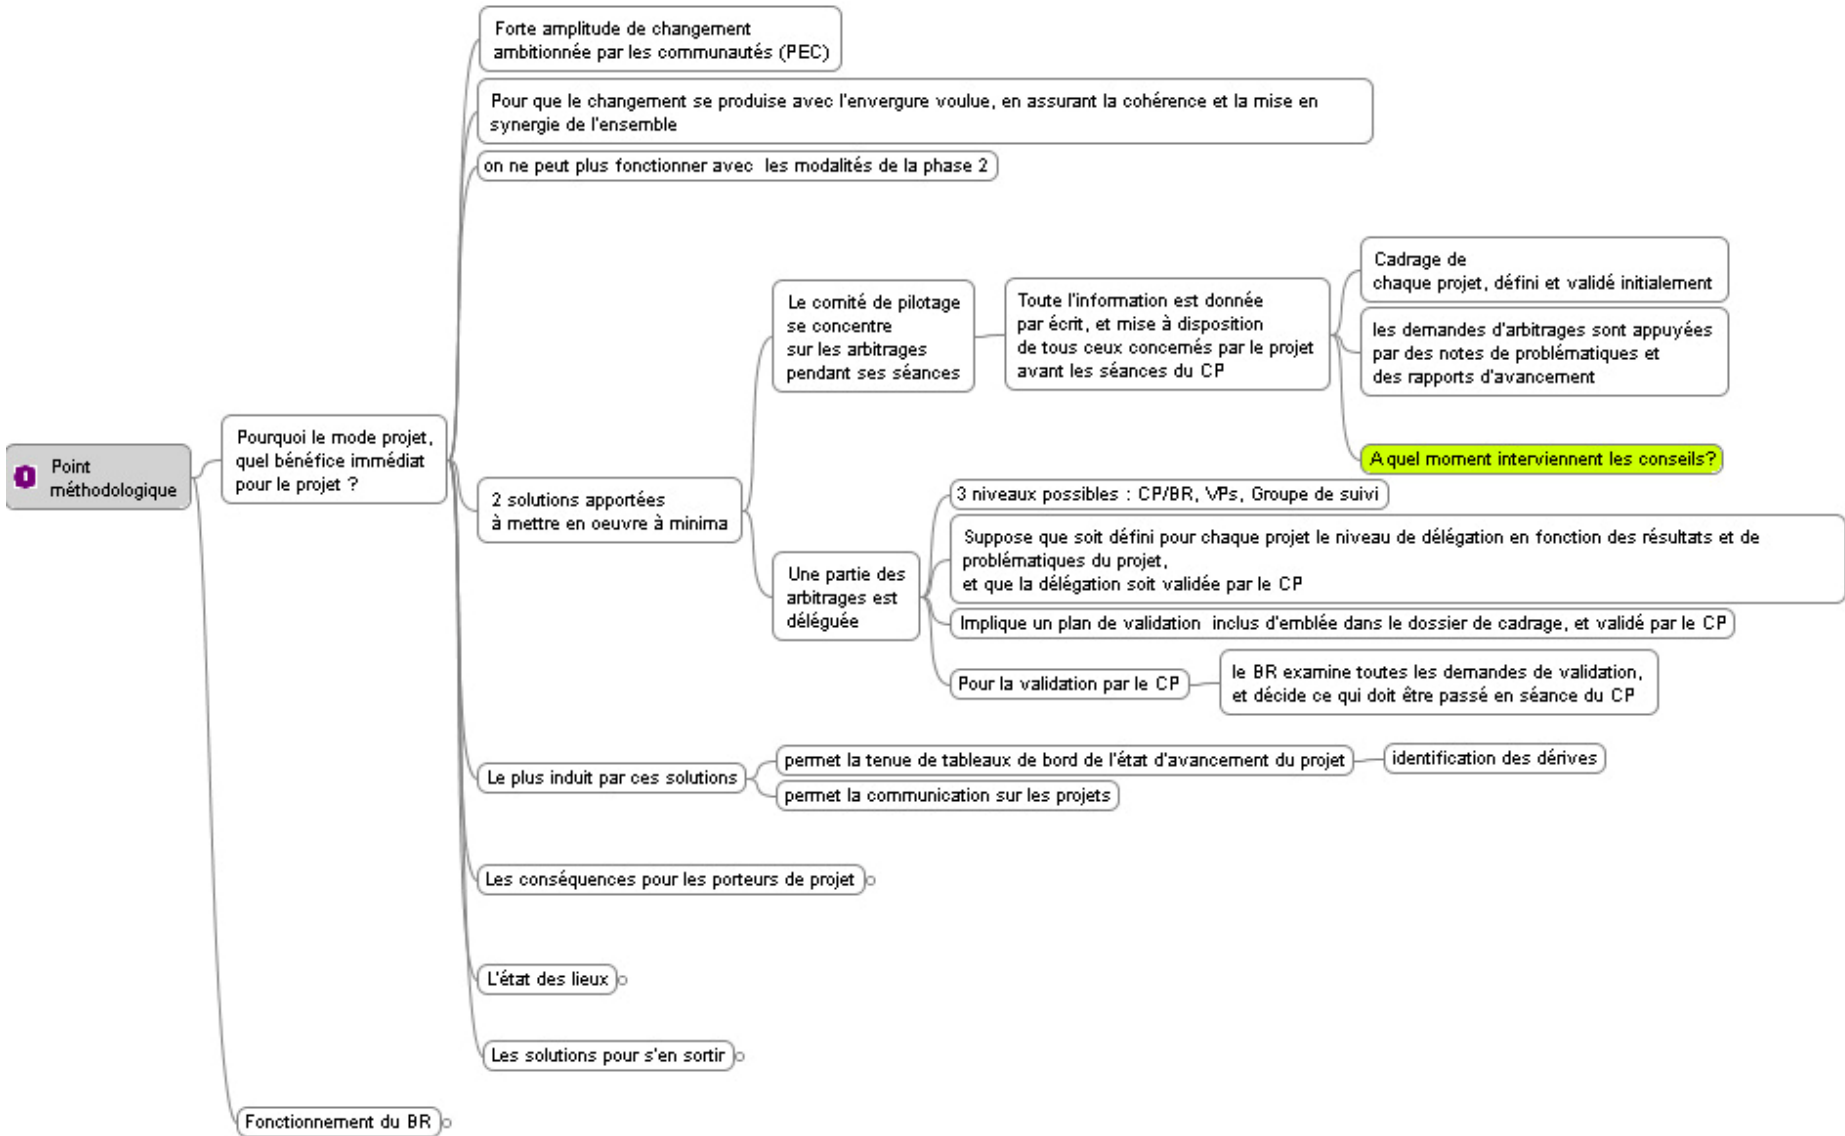 Point
méthodologique
Pourquoi le mode projet,
quel bénéfice immédiat
pour le projet ?
Forte amplitude de changement
ambitionnée par les communautés (PEC)
Pour que le changement se produise avec l'envergure voulue, en assurant la cohérence et la mise en
synergie de l'ensemble
on ne peut plus fonctionner avec  les modalités de la phase 2
2 solutions apportées
à mettre en oeuvre à minima
Le comité de pilotage
se concentre
sur les arbitrages
pendant ses séances
Toute l'information est donnée
par écrit, et mise à disposition
de tous ceux concernés par le projet
avant les séances du CP
Cadrage de
chaque projet, défini et validé initialement
les demandes d'arbitrages sont appuyées
par des notes de problématiques et
des rapports d'avancement
A quel moment interviennent les conseils?
Une partie des
arbitrages est
déléguée
3 niveaux possibles : CP/BR, VPs, Groupe de suivi
Suppose que soit défini pour chaque projet le niveau de délégation en fonction des résultats et de
problématiques du projet,
et que la délégation soit validée par le CP
Implique un plan de validation  inclus d'emblée dans le dossier de cadrage, et validé par le CP
Pour la validation par le CP
le BR examine toutes les demandes de validation,
et décide ce qui doit être passé en séance du CP
Le plus induit par ces solutions
permet la tenue de tableaux de bord de l'état d'avancement du projet
identification des dérives
permet la communication sur les projets
Les conséquences pour les porteurs de projet
L'état des lieux
Les solutions pour s'en sortir
Fonctionnement du BR